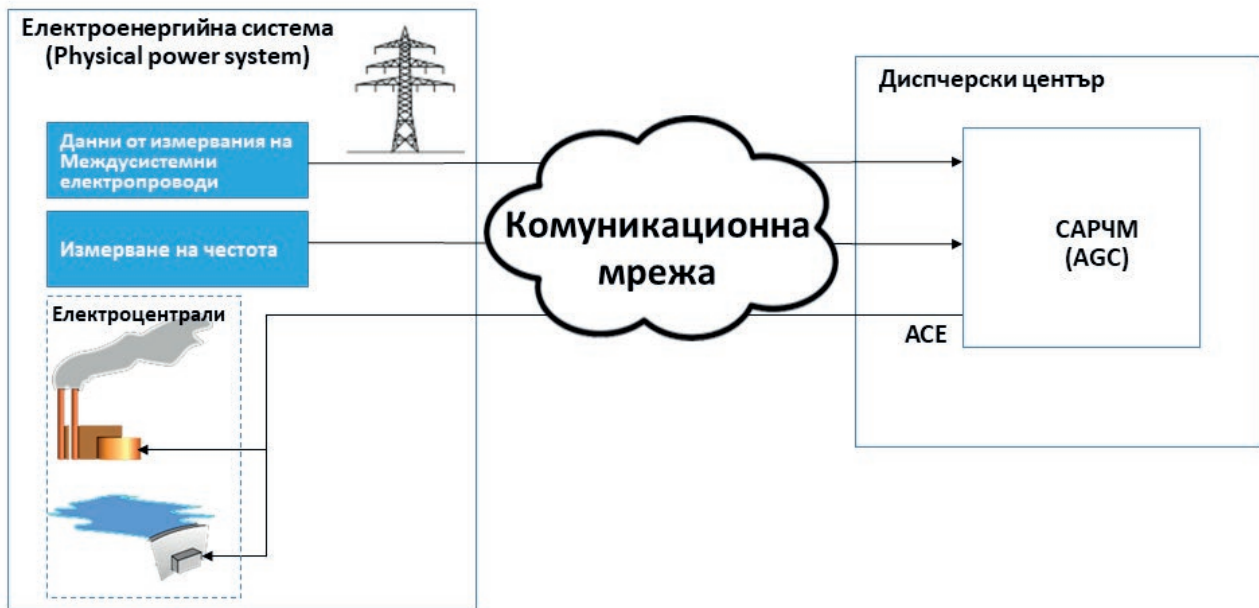 Електроенергийна система
(Physical power system)
Данни от измервания на
Междусистемни
електропроводи
Измерване на честота
Електроцентрали
Комуникационна
мрежа
Диспчерски център
САРЧМ
(AGC)
ACE